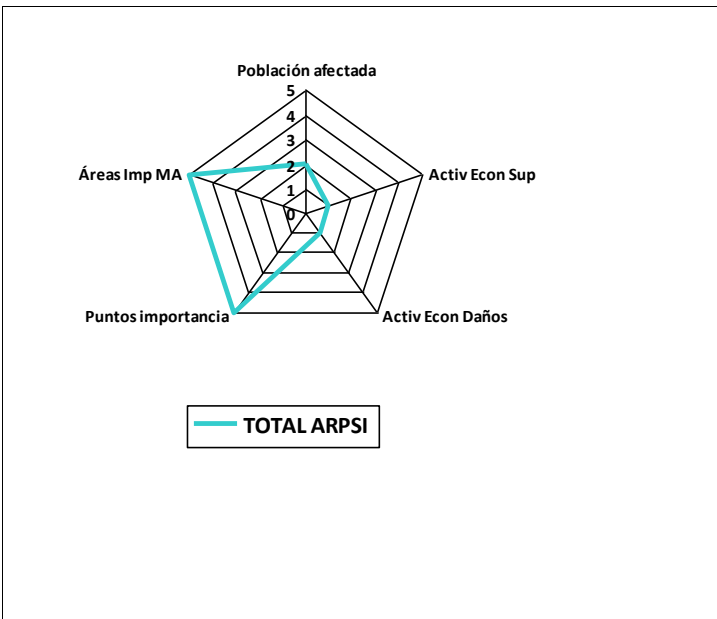 Población afectada
5
4
3
2
1
0
Áreas Imp MA
Activ Econ Sup
Puntos importancia
Activ Econ Daños
TOTAL ARPSI